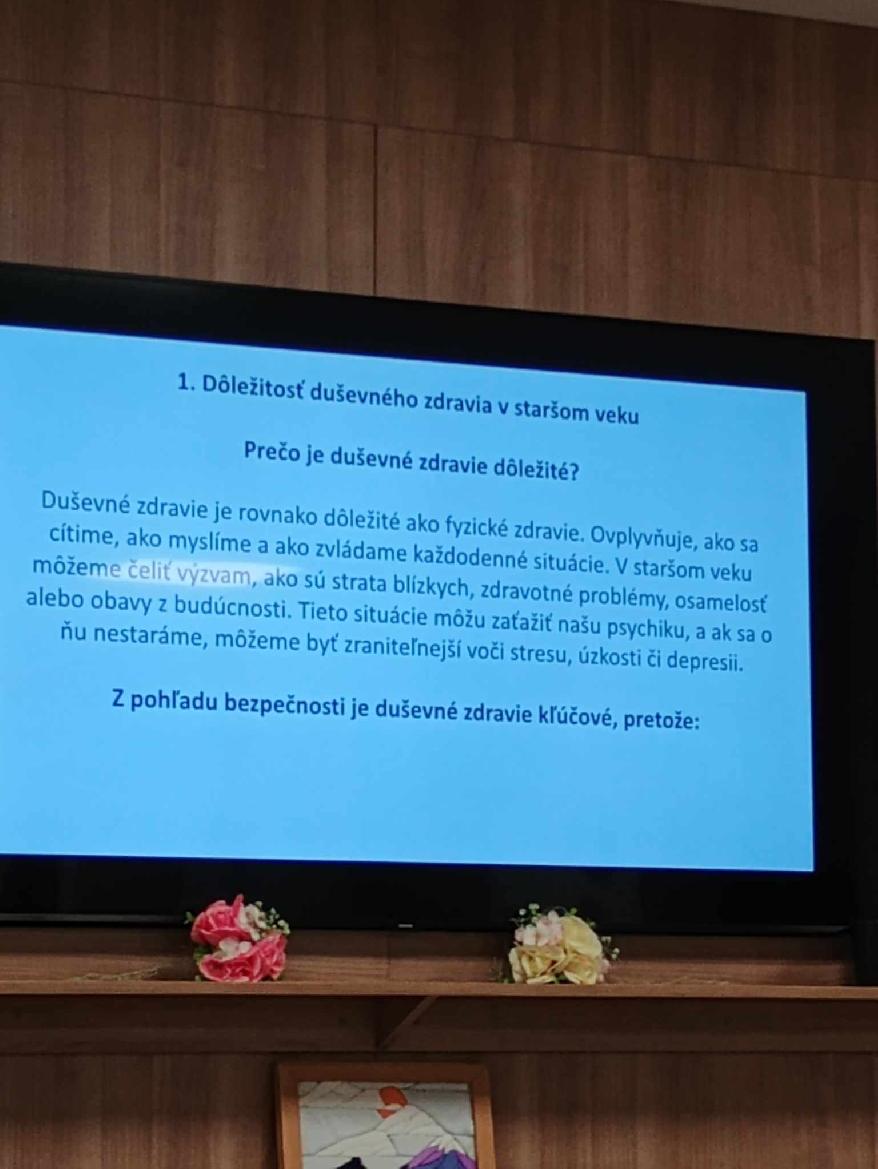 1. Dôležitosť duševného zdravia v staršom veku
Prečo je duševné zdravie dôležité?
Duševné zdravie je rovnako dôležité ako fyzické zdravie. Ovplyvňuje, ako sa
cítime, ako myslíme a ako zvládame každodenné situácie. V staršom veku
môžeme čeliť výzvam, ako sú strata blízkych, zdravotné problémy, osamelosť
alebo obavy z budúcnosti. Tieto situácie môžu zaťažiť našu psychiku, a ak sa o
ňu nestaráme, môžeme byť zraniteľnejší voči stresu, úzkosti či depresii.
Z pohľadu bezpečnosti je duševné zdravie kľúčové, pretože: